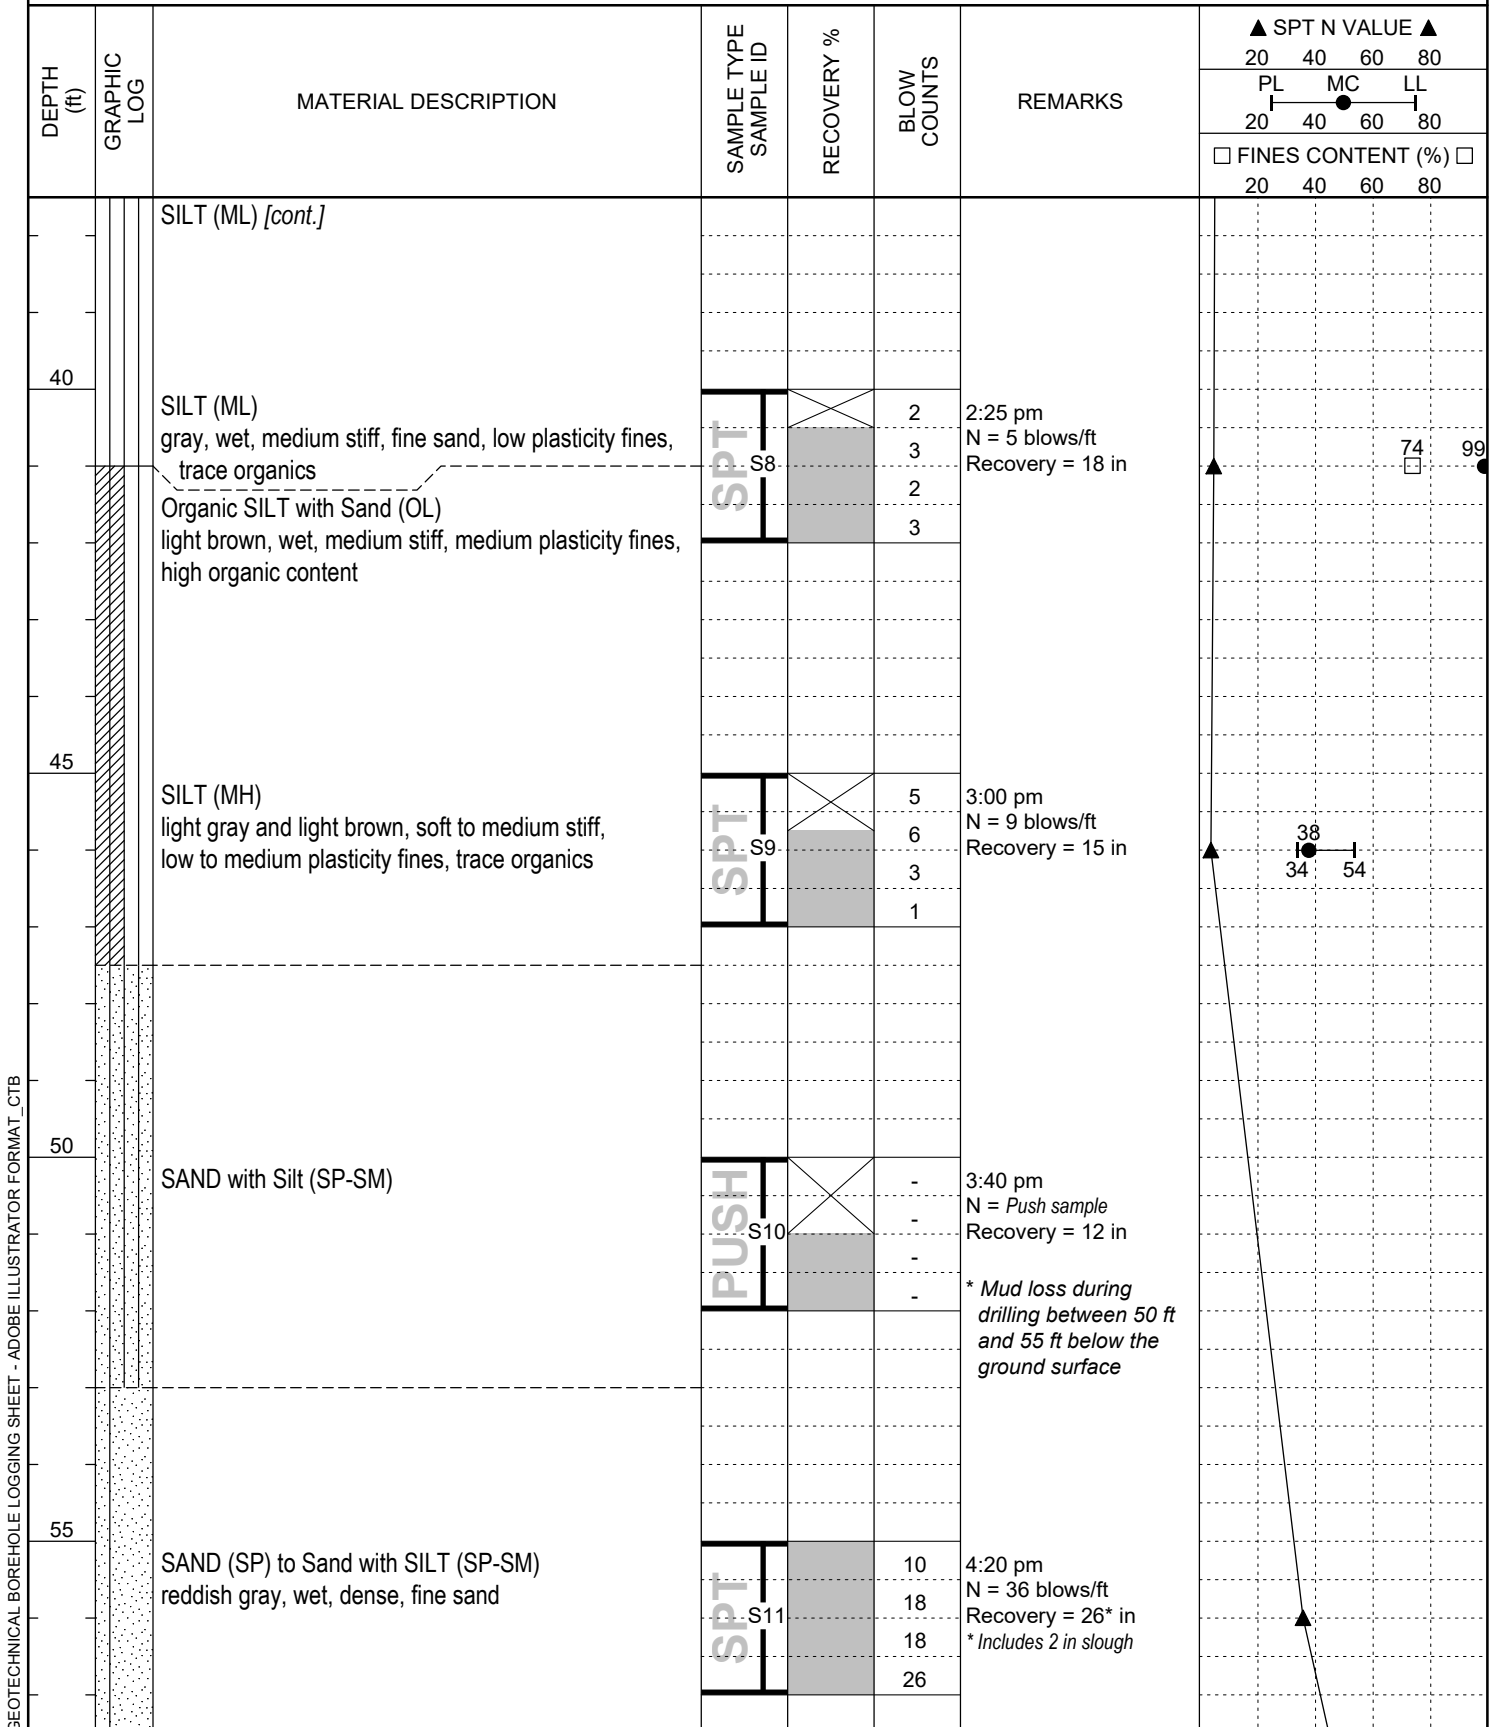 DEPTH
(ft)
GRAPHIC
LOG
MATERIAL DESCRIPTION
SAMPLE TYPE
SAMPLE ID
RECOVERY %
BLOW
COUNTS
REMARKS
▲ SPT N VALUE ▲
20 40 60 80
PL MC LL
20 40 60 80
□ FINES CONTENT (%) □
20 40 60 80
SILT (ML) [cont.]
40
SILT (ML)
gray, wet, medium stiff, fine sand, low plasticity fines,
trace organics
Organic SILT with Sand (OL)
light brown, wet, medium stiff, medium plasticity fines,
high organic content
SPT
S8
2
3
2
3
2:25 pm
N = 5 blows/ft
Recovery = 18 in
74 99
45
SILT (MH)
light gray and light brown, soft to medium stiff,
low to medium plasticity fines, trace organics
SPT
S9
5
6
3
1
3:00 pm
N = 9 blows/ft
Recovery = 15 in
38
34 54
50
SAND with Silt (SP-SM)
PUSH
S10
-
-
-
-
3:40 pm
N = Push sample
Recovery = 12 in
* Mud loss during
drilling between 50 ft
and 55 ft below the
ground surface
55
SAND (SP) to Sand with SILT (SP-SM)
reddish gray, wet, dense, fine sand
SPT
S11
10
18
18
26
4:20 pm
N = 36 blows/ft
Recovery = 26* in
* Includes 2 in slough
GEOTECHNICAL BOREHOLE LOGGING SHEET - ADOBE ILLUSTRATOR FORMAT_CTB